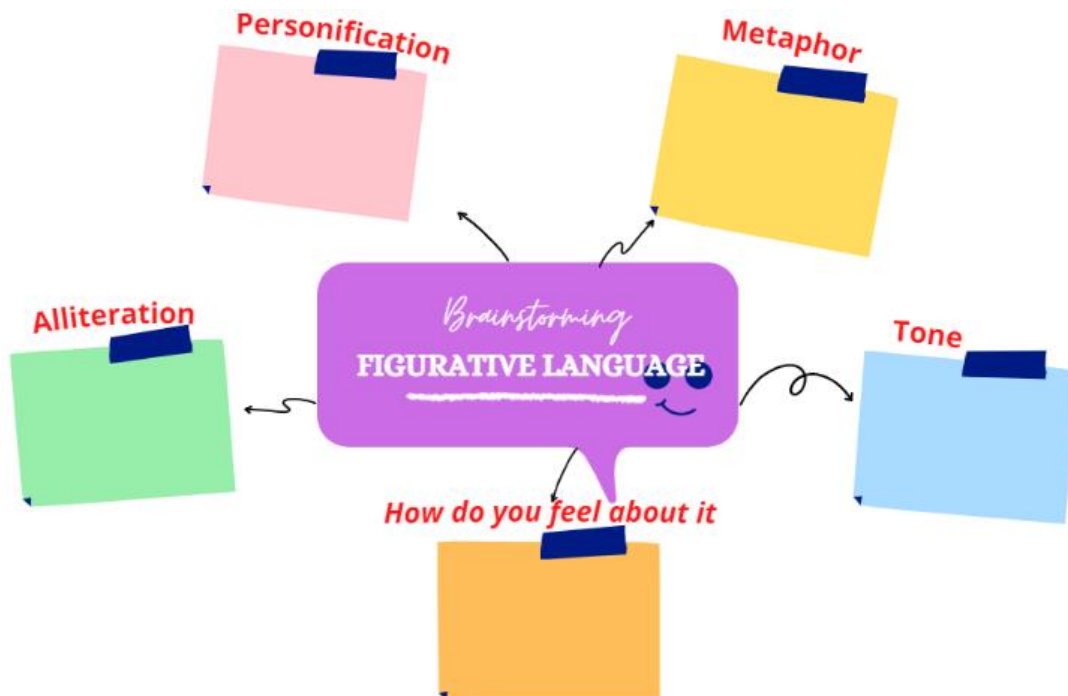 Personification
Metaphor
Brainstorming
FIGURATIVE LANGUAGE
Alliteration
Tone
How do you feel about it